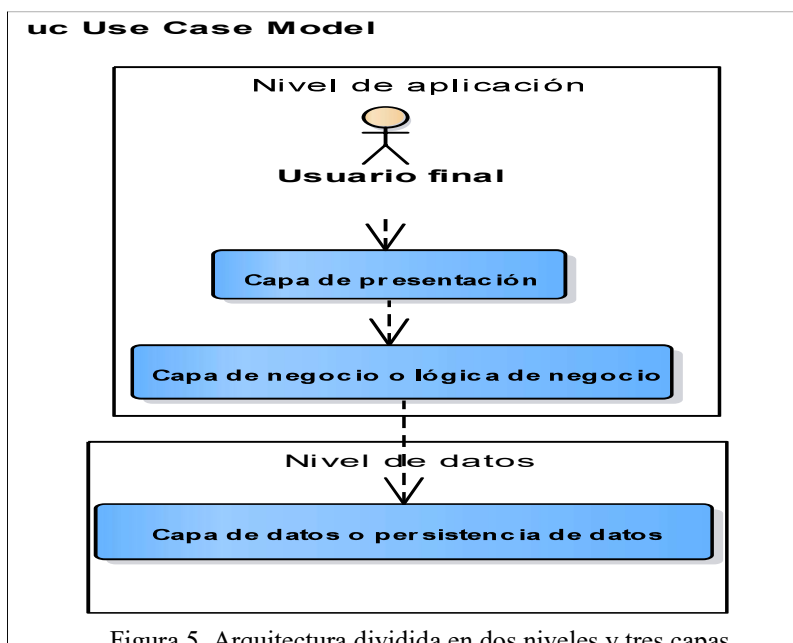 uc Use Case Model
Nivel de aplicación
Usuario final
Capa de presentación
Capa de negocio o lógica de negocio
Nivel de datos
Capa de datos o persistencia de datos
Figura 5. Arquitectura dividida en dos niveles y tres capas